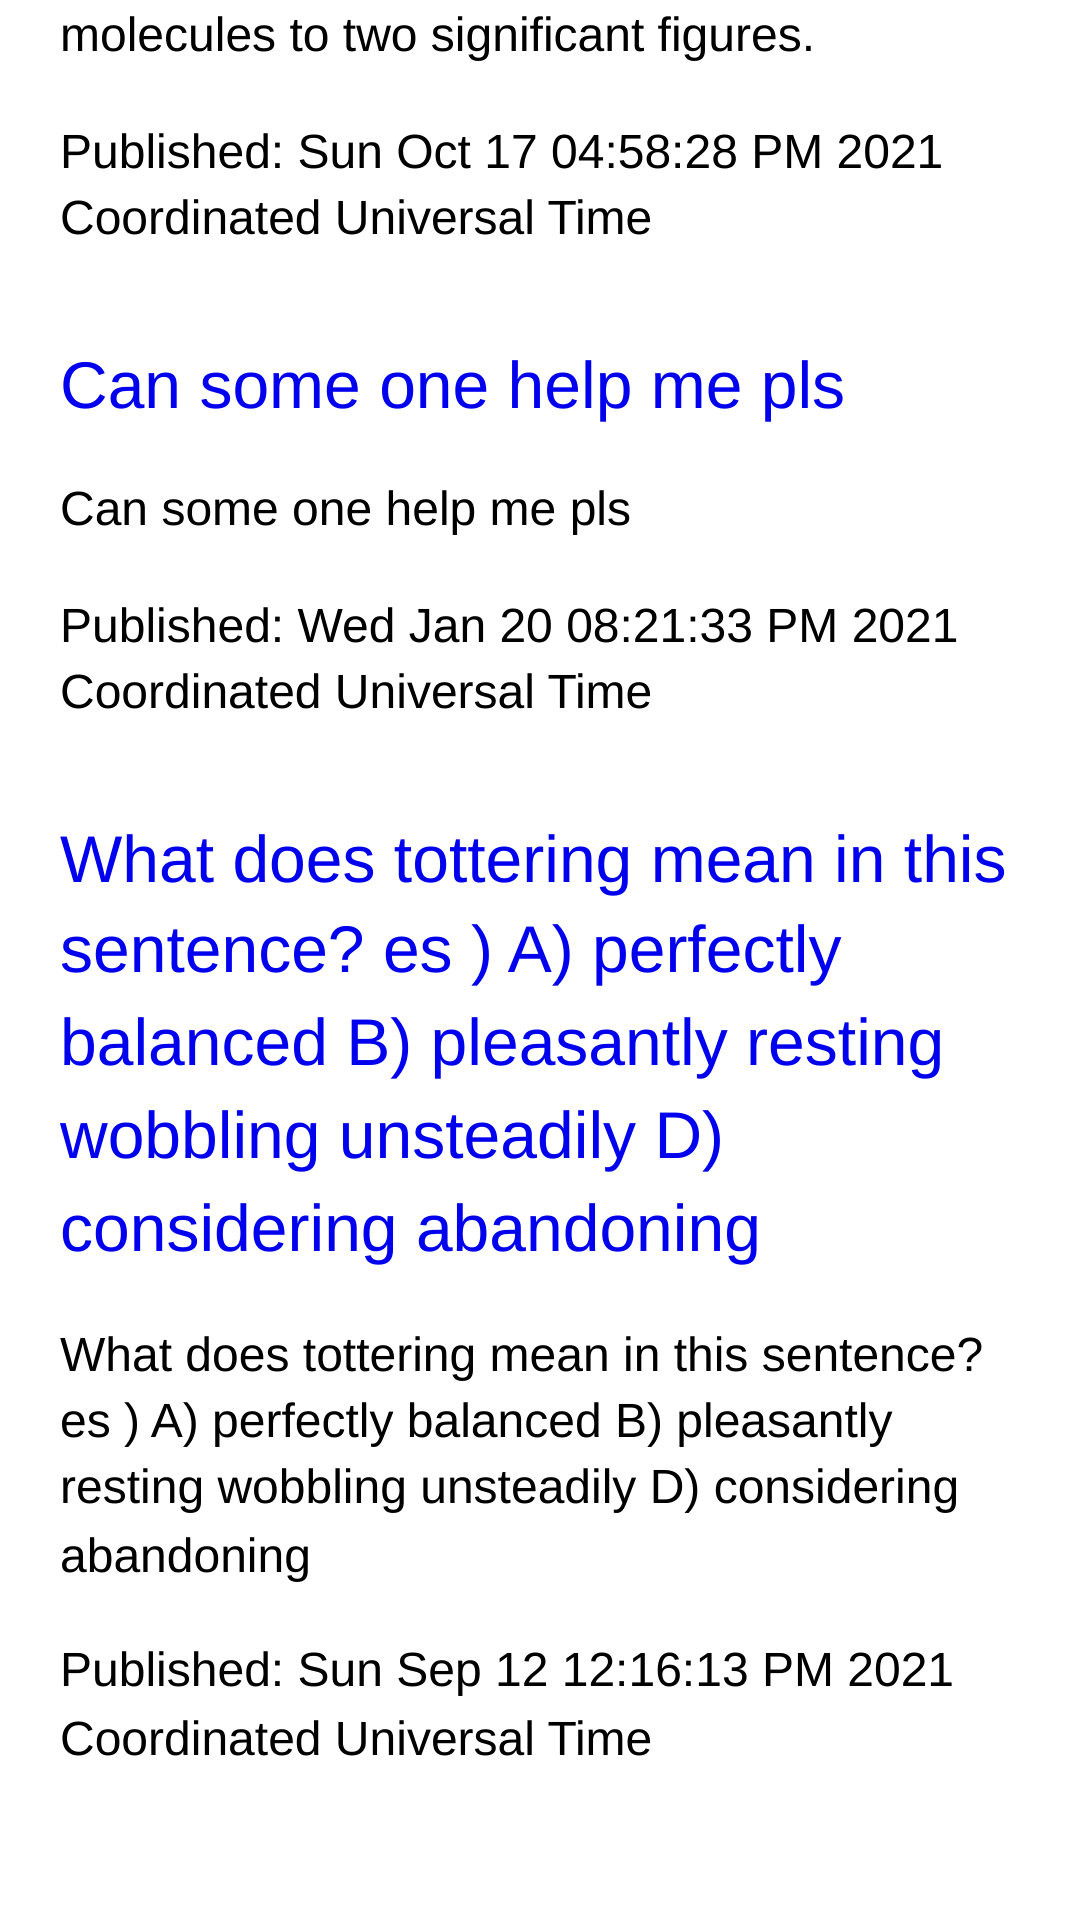 molecules to two significant figures.
Published: Sun Oct 17 04:58:28 PM 2021
Coordinated Universal Time
Can some one help me pls
Can some one help me pls
Published: Wed Jan 20 08:21:33 PM 2021
Coordinated Universal Time
What does tottering mean in this
sentence? es ) A) perfectly
balanced B) pleasantly resting
wobbling unsteadily D)
considering abandoning
What does tottering mean in this sentence?
es ) A) perfectly balanced B) pleasantly
resting wobbling unsteadily D) considering
abandoning
Published: Sun Sep 12 12:16:13 PM 2021
Coordinated Universal Time